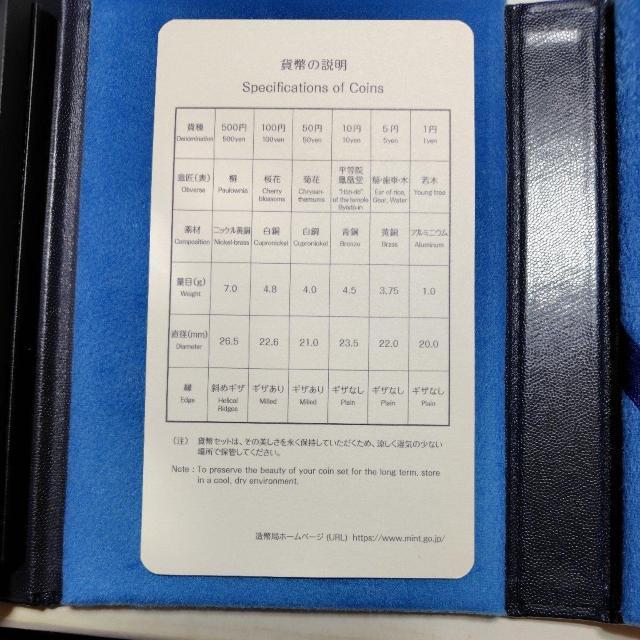 貨幣の説明
Specifications of Coins
貨種 500円 100円 50円 10円 5円 1円
Denomination 500yen 100yen 50yen 10yen 5yen 1yen
意匠(表) 桐 桜花 菊花 平等院 稲・歯車・水 若木
鳳凰堂
Obverse Paulownia Cherry Chrysan- "Hōō-dō" Ear of rice, Young tree
blossoms themums of the temple Gear, Water
Byōdō-in
素材 ニッケル黄銅 白銅 白銅 青銅 黄銅 アルミニウム
Composition Nickel-brass Cupronickel Cupronickel Bronze Brass Aluminum
量目(g) 7.0 4.8 4.0 4.5 3.75 1.0
Weight
直径(mm) 26.5 22.6 21.0 23.5 22.0 20.0
Diameter
縁 斜めギザ ギザあり ギザあり ギザなし ギザなし ギザなし
Edge Helical Milled Milled Plain Plain Plain
Ridges
(注) 貨幣セットは、その美しさを永く保持していただくため、涼しく湿気の少ない
場所で保管してください。
Note : To preserve the beauty of your coin set for the long term, store
in a cool, dry environment.
造幣局ホームページ (URL) https://www.mint.go.jp/